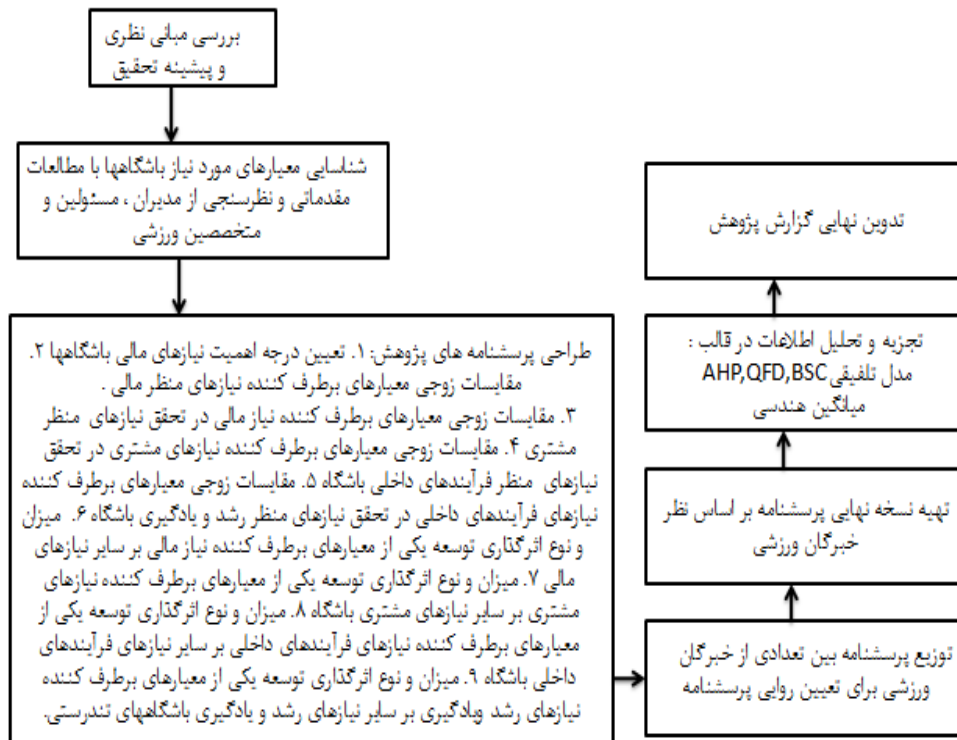 بررسی مبانی نظری
و پیشینه تحقیق
شناسایی معیارهای مورد نیاز باشگاهها با مطالعات
مقدماتی و نظرسنجی از مدیران ، مسئولین و
متخصصین ورزشی
طراحی پرسشنامه های پژوهش: ۱. تعیین درجه اهمیت نیازهای مالی باشگاهها ۲.
مقایسات زوجی معیارهای برطرف کننده نیازهای منظر مالی .
۳. مقایسات زوجی معیارهای برطرف کننده نیاز مالی در تحقق نیازهای منظر
مشتری ۴. مقایسات زوجی معیارهای برطرف کننده نیازهای مشتری در تحقق
نیازهای منظر فرآیندهای داخلی باشگاه ۵. مقایسات زوجی معیارهای برطرف کننده
نیازهای فرآیندهای داخلی در تحقق نیازهای منظر رشد و یادگیری باشگاه ۶. میزان
و نوع اثرگذاری توسعه یکی از معیارهای برطرف کننده نیاز مالی بر سایر نیازهای
مالی ۷. میزان و نوع اثرگذاری توسعه یکی از معیارهای برطرف کننده نیازهای
مشتری بر سایر نیازهای مشتری باشگاه ۸. میزان و نوع اثرگذاری توسعه یکی از
معیارهای برطرف کننده نیازهای فرآیندهای داخلی بر سایر نیازهای فرآیندهای
داخلی باشگاه ۹. میزان و نوع اثرگذاری توسعه یکی از معیارهای برطرف کننده
نیازهای رشد ویادگیری بر سایر نیازهای رشد و یادگیری باشگاههای تندرستی.
توزیع پرسشنامه بین تعدادی از خبرگان
ورزشی برای تعیین روایی پرسشنامه
تهیه نسخه نهایی پرسشنامه بر اساس نظر
خبرگان ورزشی
تجزیه و تحلیل اطلاعات در قالب :
مدل تلفیقی AHP,QFD,BSC
میانگین هندسی
تدوین نهایی گزارش پژوهش